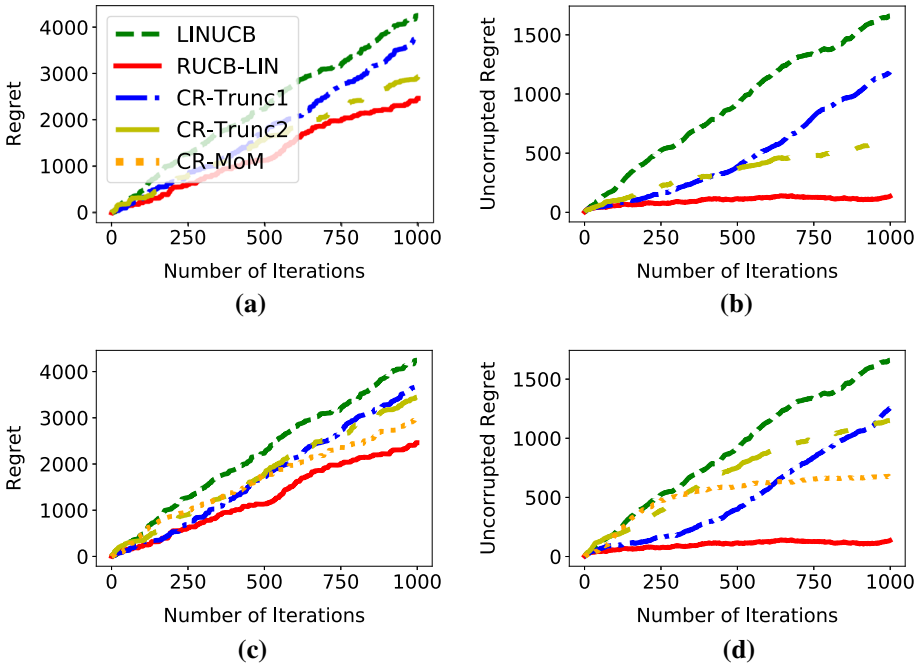 4000
3000
2000
1000
0
Regret
LINUCB
RUCB-LIN
CR-Trunc1
CR-Trunc2
CR-MoM
0 250 500 750 1000
Number of Iterations
(a)
1500
1000
500
0
Uncorrupted Regret
0 250 500 750 1000
Number of Iterations
(b)
4000
3000
2000
1000
0
Regret
0 250 500 750 1000
Number of Iterations
(c)
1500
1000
500
0
Uncorrupted Regret
0 250 500 750 1000
Number of Iterations
(d)